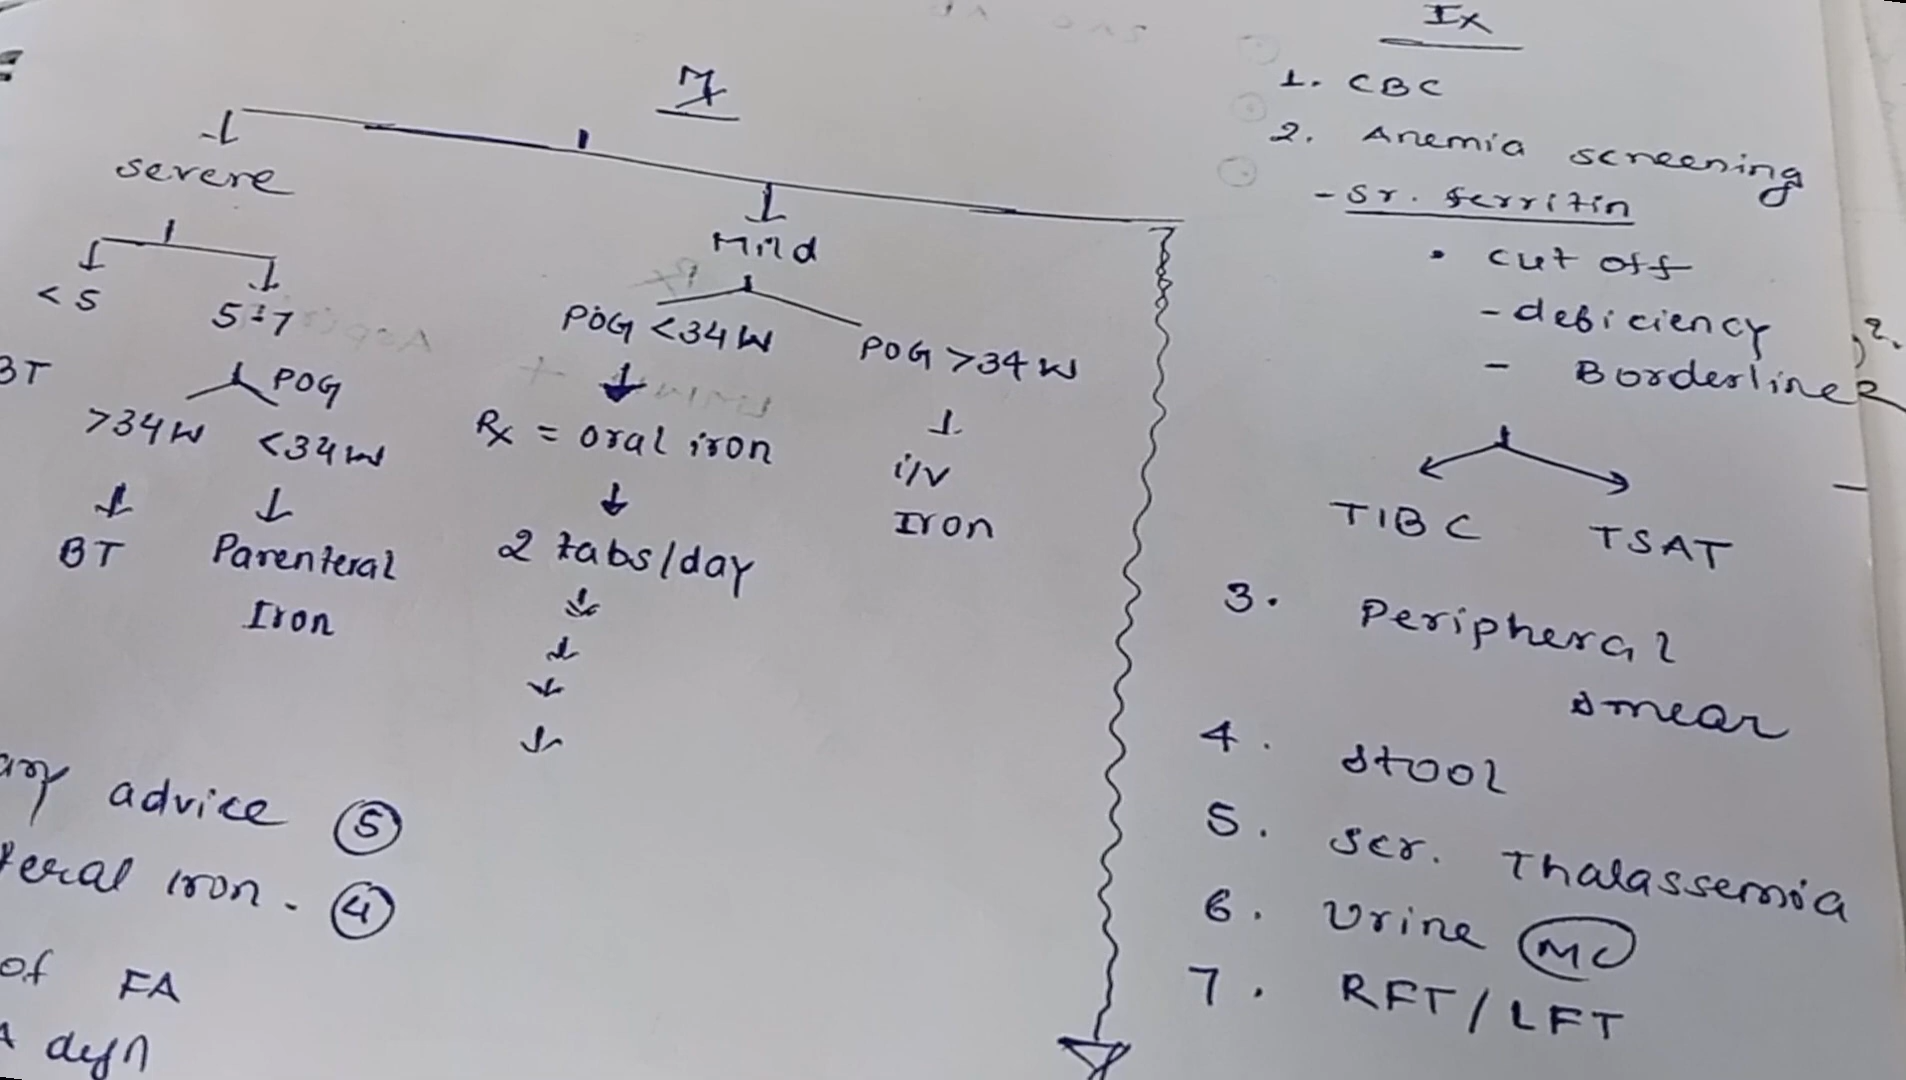 Severe
<5
5-7
BT
POG
>34W
<34W
BT
Parenteral
Iron
Mild
POG <34W
POG >34W
Rx = oral iron
2 tabs/day
i/v
Iron
advice ⑤
iron. ④
of FA
Ix
1. CBC
2. Anemia screening
- Sr. ferritin
• cut off
- deficiency
- Borderline
TIBC
TSAT
3. Peripheral
smear
4. Stool
5. Scr. Thalassemia
6. Urine MC
7. RFT/LFT
2.